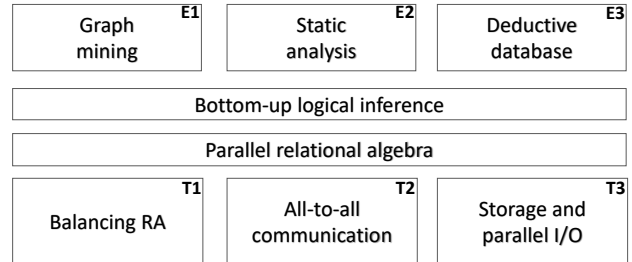 E1
Graph
mining
E2
Static
analysis
E3
Deductive
database
Bottom-up logical inference
Parallel relational algebra
T1
Balancing RA
T2
All-to-all
communication
T3
Storage and
parallel I/O